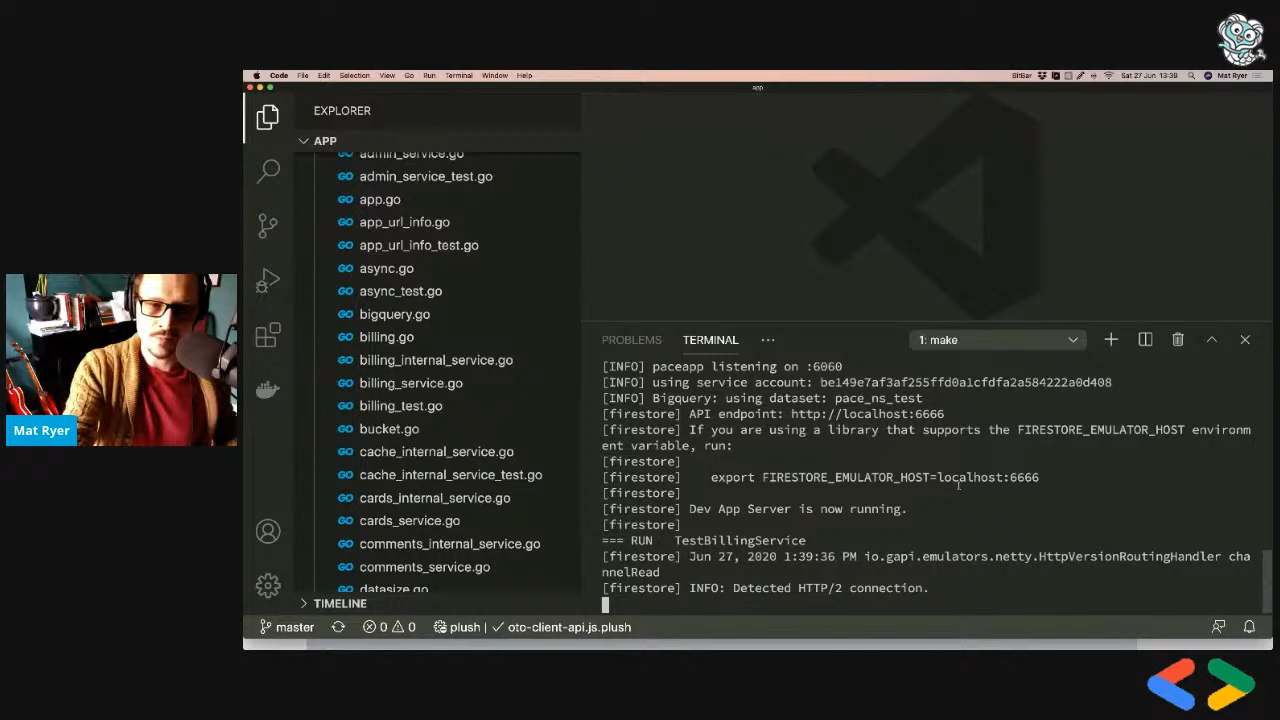 Code File Edit Selection View Go Run Terminal Window Help
BitBar
Sat 27 Jun 13:39
Mat Ryer
app
EXPLORER
APP
admin_service.go
admin_service_test.go
app.go
app_url_info.go
app_url_info_test.go
async.go
async_test.go
bigquery.go
billing.go
billing_internal_service.go
billing_service.go
billing_test.go
bucket.go
cache_internal_service.go
cache_internal_service_test.go
cards_internal_service.go
cards_service.go
comments_internal_service.go
comments_service.go
datasize.go
TIMELINE
PROBLEMS TERMINAL ··· 1: make
[INFO] paceapp listening on :6060
[INFO] using service account: be149e7af3af255ffd0a1cfdfa2a584222a0d408
[INFO] Bigquery: using dataset: pace_ns_test
[firestore] API endpoint: http://localhost:6666
[firestore] If you are using a library that supports the FIRESTORE_EMULATOR_HOST environm
ent variable, run:
[firestore]
[firestore] export FIRESTORE_EMULATOR_HOST=localhost:6666
[firestore]
[firestore] Dev App Server is now running.
[firestore]
=== RUN TestBillingService
[firestore] Jun 27, 2020 1:39:36 PM io.gapi.emulators.netty.HttpVersionRoutingHandler cha
nnelRead
[firestore] INFO: Detected HTTP/2 connection.
master 0 0 plush | ✓ oto-client-api.js.plush
Mat Ryer